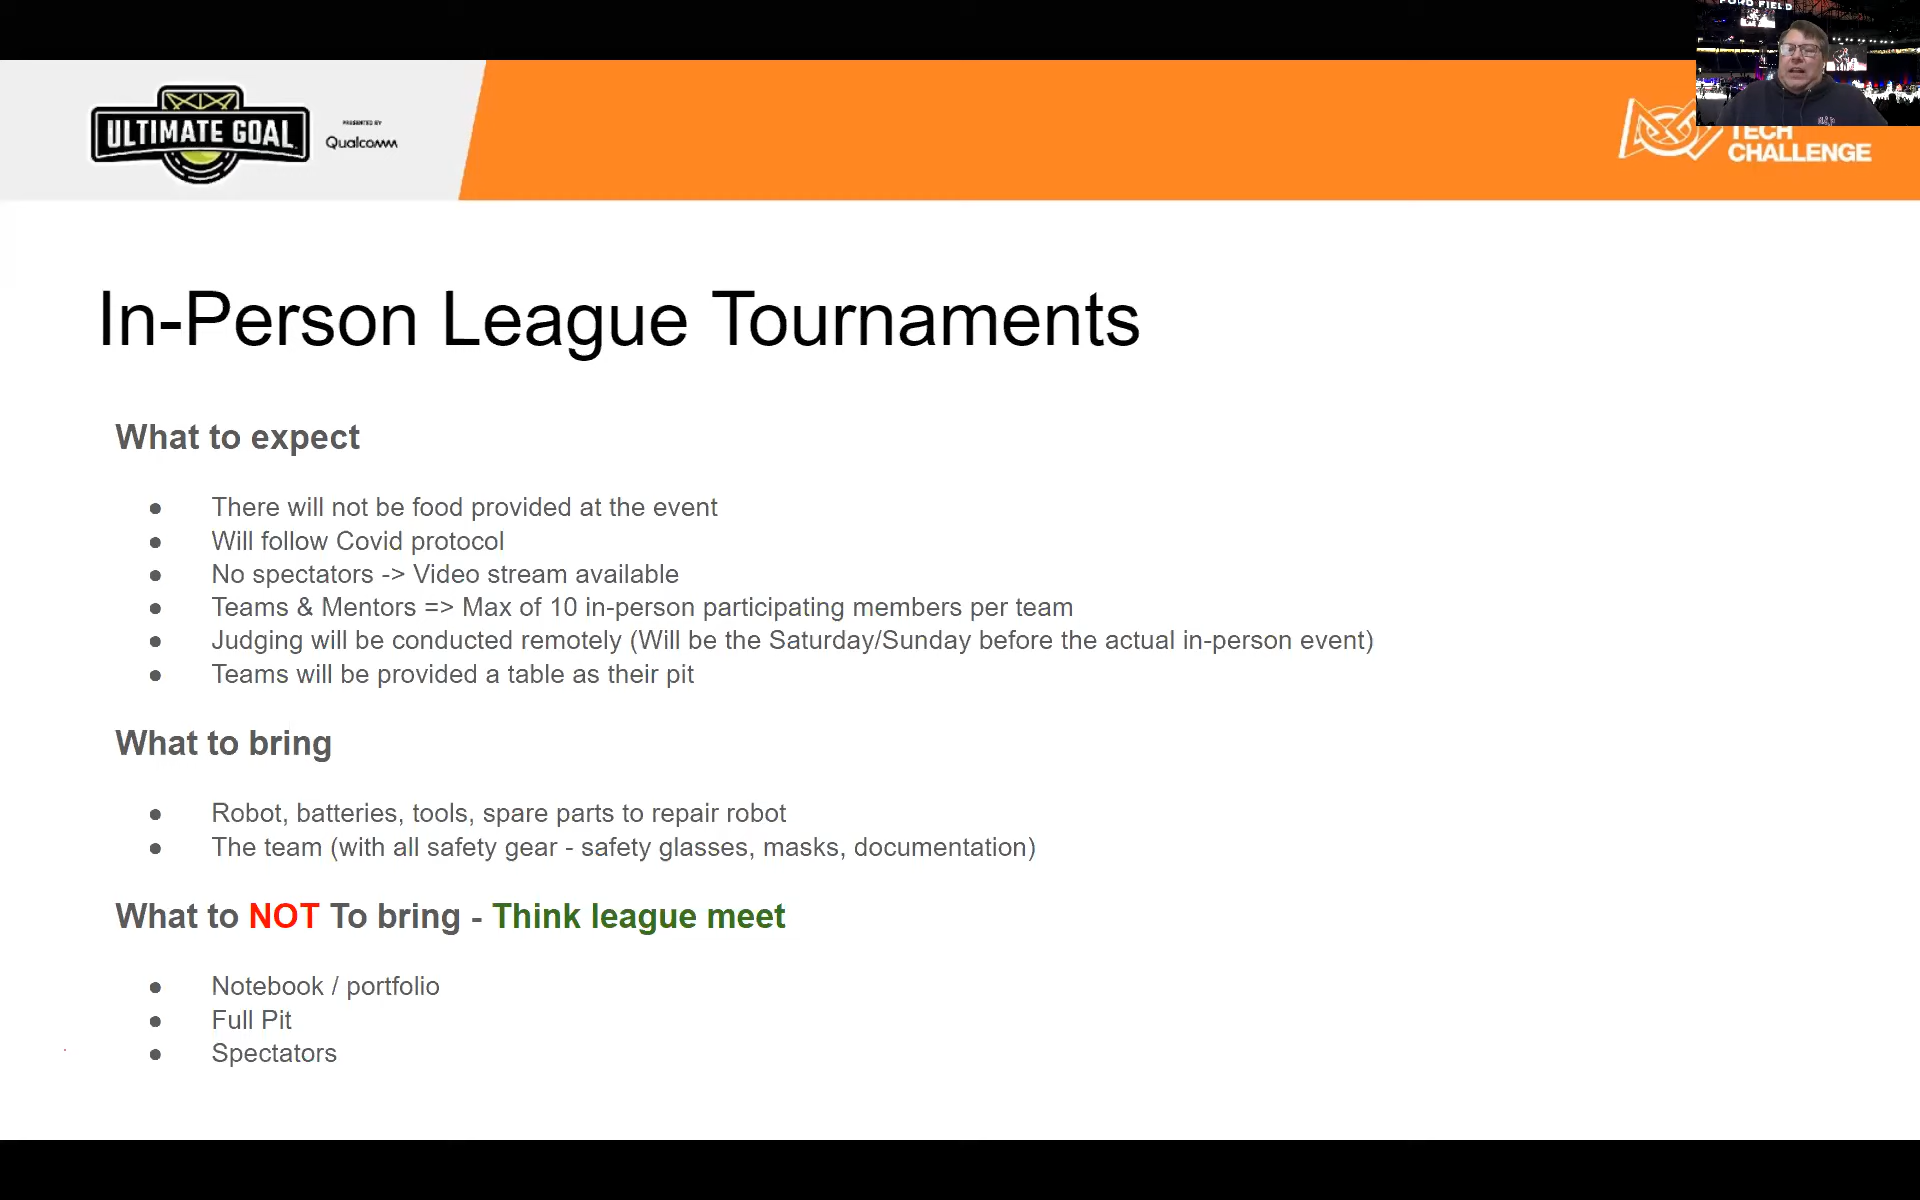 FORD FIELD
ULTIMATE GOAL
PRESENTED BY
Qualcomm
TECH
CHALLENGE
In-Person League Tournaments
What to expect
● There will not be food provided at the event
● Will follow Covid protocol
● No spectators -> Video stream available
● Teams & Mentors => Max of 10 in-person participating members per team
● Judging will be conducted remotely (Will be the Saturday/Sunday before the actual in-person event)
● Teams will be provided a table as their pit
What to bring
● Robot, batteries, tools, spare parts to repair robot
● The team (with all safety gear - safety glasses, masks, documentation)
What to NOT To bring - Think league meet
● Notebook / portfolio
● Full Pit
● Spectators